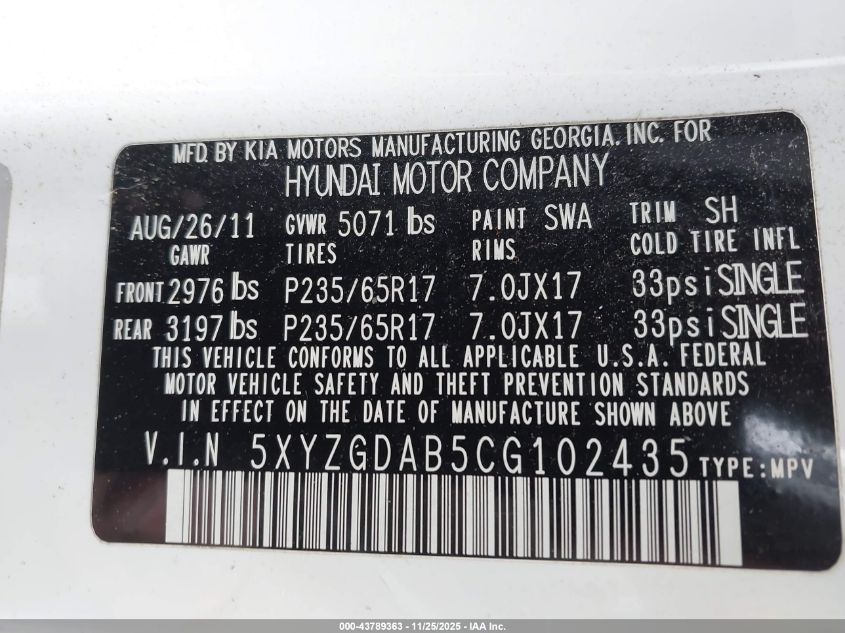 MFD. BY KIA MOTORS MANUFACTURING GEORGIA. INC. FOR
HYUNDAI MOTOR COMPANY
AUG/26/11 GVWR 5071 lbs PAINT SWA TRIM SH
GAWR TIRES RIMS COLD TIRE INFL
FRONT 2976 lbs P235/65R17 7.0JX17 33psi SINGLE
REAR 3197 lbs P235/65R17 7.0JX17 33psi SINGLE
THIS VEHICLE CONFORMS TO ALL APPLICABLE U.S.A. FEDERAL
MOTOR VEHICLE SAFETY AND THEFT PREVENTION STANDARDS
IN EFFECT ON THE DATE OF MANUFACTURE SHOWN ABOVE
V.I.N 5XYZGDAB5CG102435 TYPE:MPV
000-43789363 - 11/25/2025 - IAA Inc.